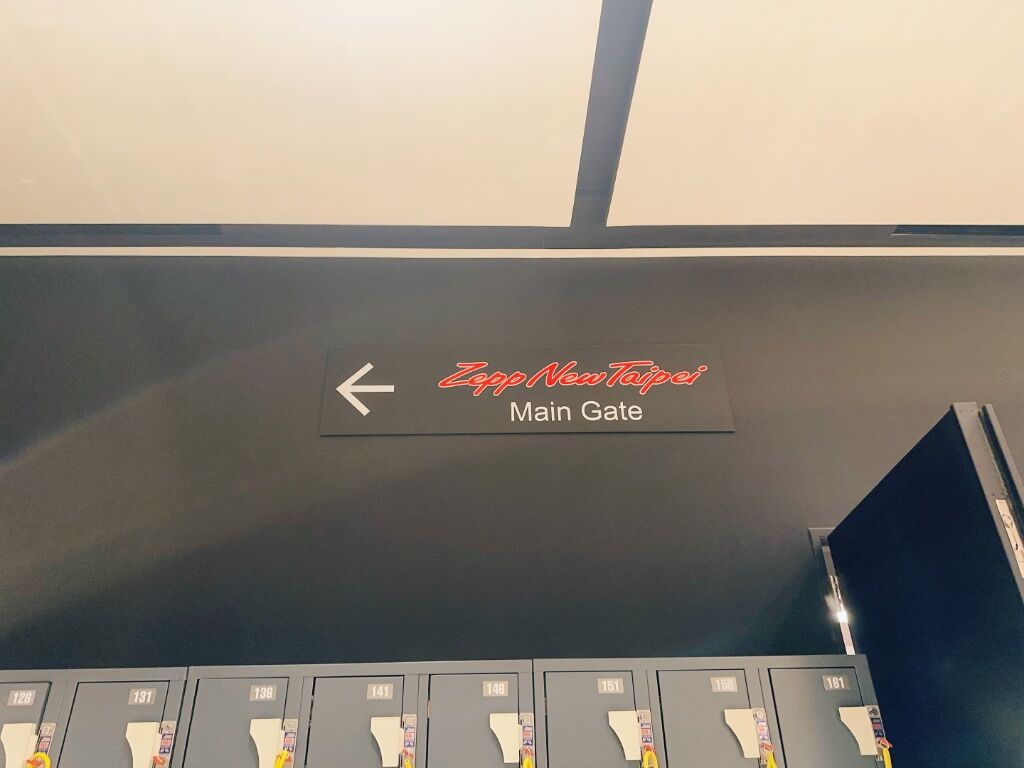 Zepp New Taipei
Main Gate
126 131 136 141 146 151 156 161